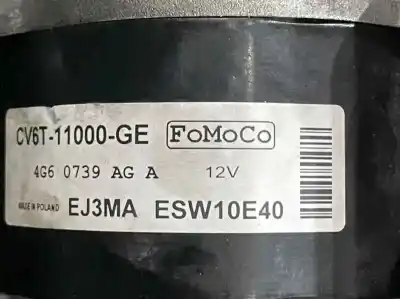 CV6T-11000-GE FoMoCo
4G6 0739 AG A 12V
MADE IN POLAND EJ3MA ESW10E40